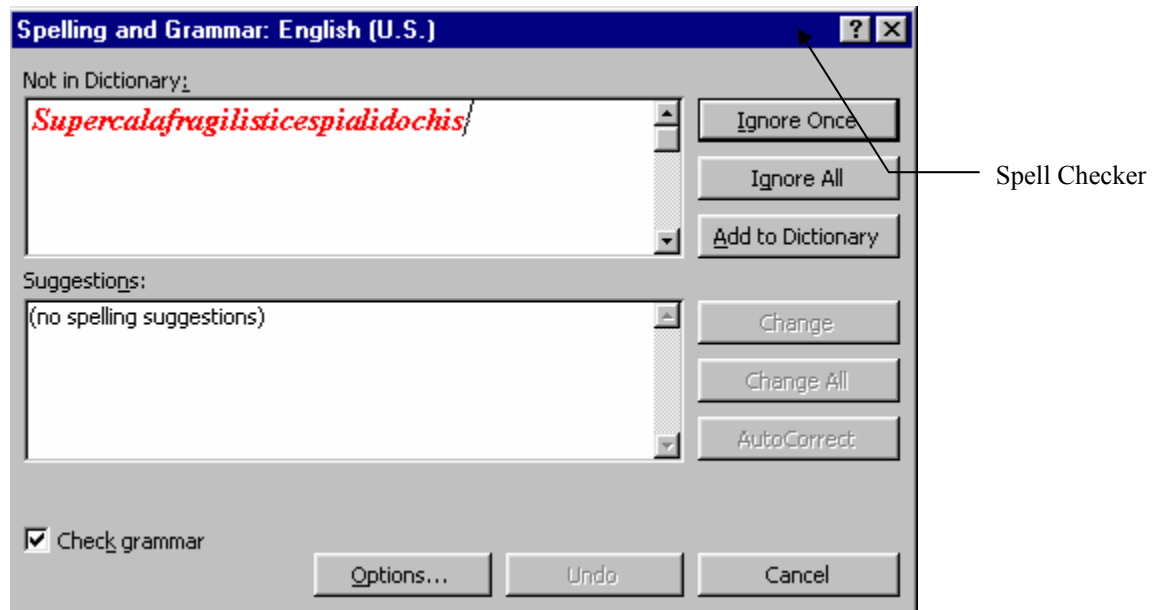 Spelling and Grammar: English (U.S.)
Not in Dictionary:
Supercalafragilisticespialidochis
Ignore Once
Ignore All
Spell Checker
Add to Dictionary
Suggestions:
(no spelling suggestions)
Change
Change All
AutoCorrect
Check grammar
Options...
Undo
Cancel